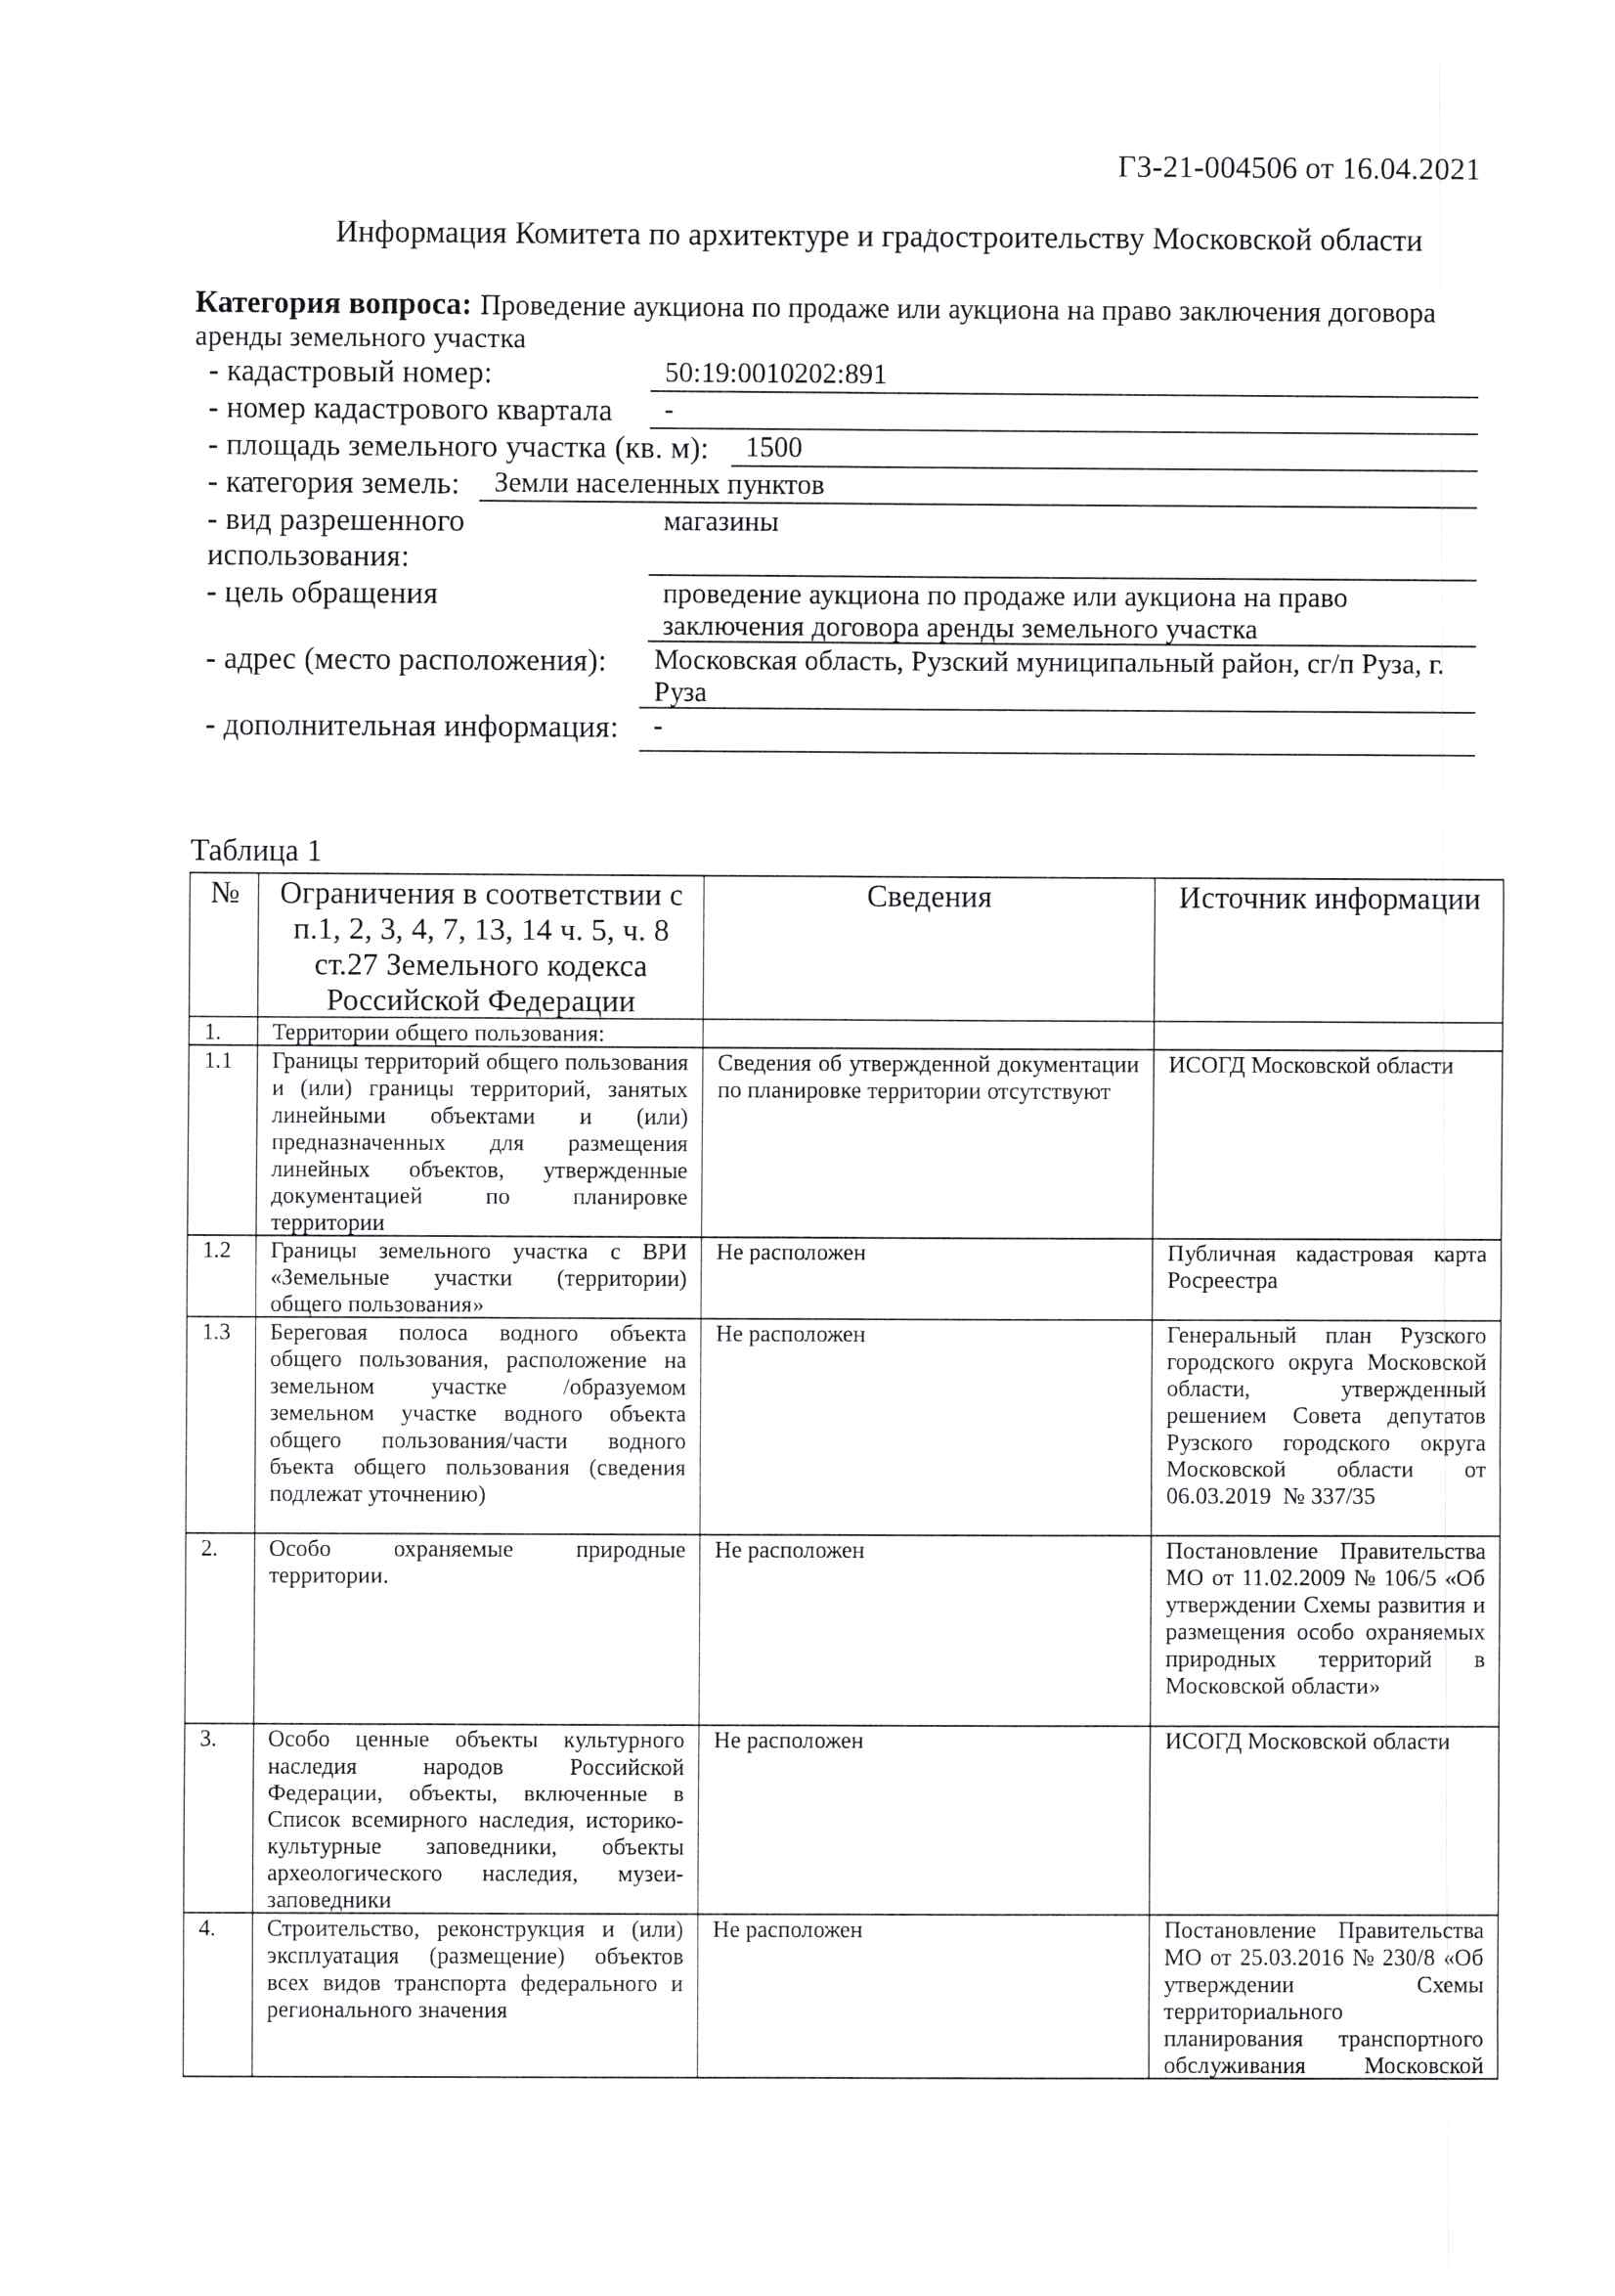 ГЗ-21-004506 от 16.04.2021
Информация Комитета по архитектуре и градостроительству Московской области
Категория вопроса: Проведение аукциона по продаже или аукциона на право заключения договора
аренды земельного участка
- кадастровый номер: 50:19:0010202:891
- номер кадастрового квартала -
- площадь земельного участка (кв. м): 1500
- категория земель: Земли населенных пунктов
- вид разрешенного магазины
использования:
- цель обращения проведение аукциона по продаже или аукциона на право
заключения договора аренды земельного участка
- адрес (место расположения): Московская область, Рузский муниципальный район, сг/п Руза, г.
Руза
- дополнительная информация: -
Таблица 1
№
Ограничения в соответствии с
п.1, 2, 3, 4, 7, 13, 14 ч. 5, ч. 8
ст.27 Земельного кодекса
Российской Федерации
Сведения
Источник информации
1.
Территории общего пользования:
1.1
Границы территорий общего пользования
и (или) границы территорий, занятых
линейными объектами и (или)
предназначенных для размещения
линейных объектов, утвержденные
документацией по планировке
территории
Сведения об утвержденной документации
по планировке территории отсутствуют
ИСОГД Московской области
1.2
Границы земельного участка с ВРИ
«Земельные участки (территории)
общего пользования»
Не расположен
Публичная кадастровая карта
Росреестра
1.3
Береговая полоса водного объекта
общего пользования, расположение на
земельном участке /образуемом
земельном участке водного объекта
общего пользования/части водного
бъекта общего пользования (сведения
подлежат уточнению)
Не расположен
Генеральный план Рузского
городского округа Московской
области, утвержденный
решением Совета депутатов
Рузского городского округа
Московской области от
06.03.2019 № 337/35
2.
Особо охраняемые природные
территории.
Не расположен
Постановление Правительства
МО от 11.02.2009 № 106/5 «Об
утверждении Схемы развития и
размещения особо охраняемых
природных территорий в
Московской области»
3.
Особо ценные объекты культурного
наследия народов Российской
Федерации, объекты, включенные в
Список всемирного наследия, историко-
культурные заповедники, объекты
археологического наследия, музеи-
заповедники
Не расположен
ИСОГД Московской области
4.
Строительство, реконструкция и (или)
эксплуатация (размещение) объектов
всех видов транспорта федерального и
регионального значения
Не расположен
Постановление Правительства
МО от 25.03.2016 № 230/8 «Об
утверждении Схемы
территориального
планирования транспортного
обслуживания Московской